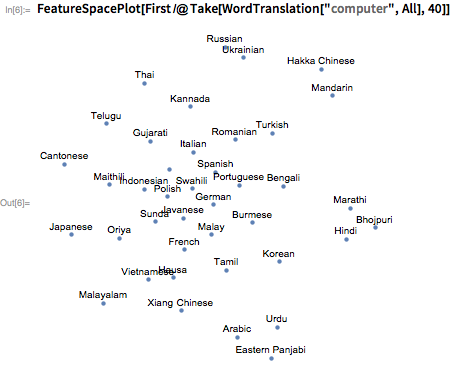 In[6]:= FeatureSpacePlot[First/@Take[WordTranslation["computer", All], 40]]
Russian
Ukrainian
Hakka Chinese
Thai
Mandarin
Kannada
Telugu
Turkish
Gujarati
Romanian
Italian
Cantonese
Spanish
Maithili
Indonesian
Swahili
Portuguese
Bengali
Polish
German
Marathi
Sunda
Javanese
Burmese
Bhojpuri
Out[6]=
Japanese
Oriya
Malay
Hindi
French
Korean
Tamil
Vietnamese
Hausa
Malayalam
Xiang Chinese
Urdu
Arabic
Eastern Panjabi